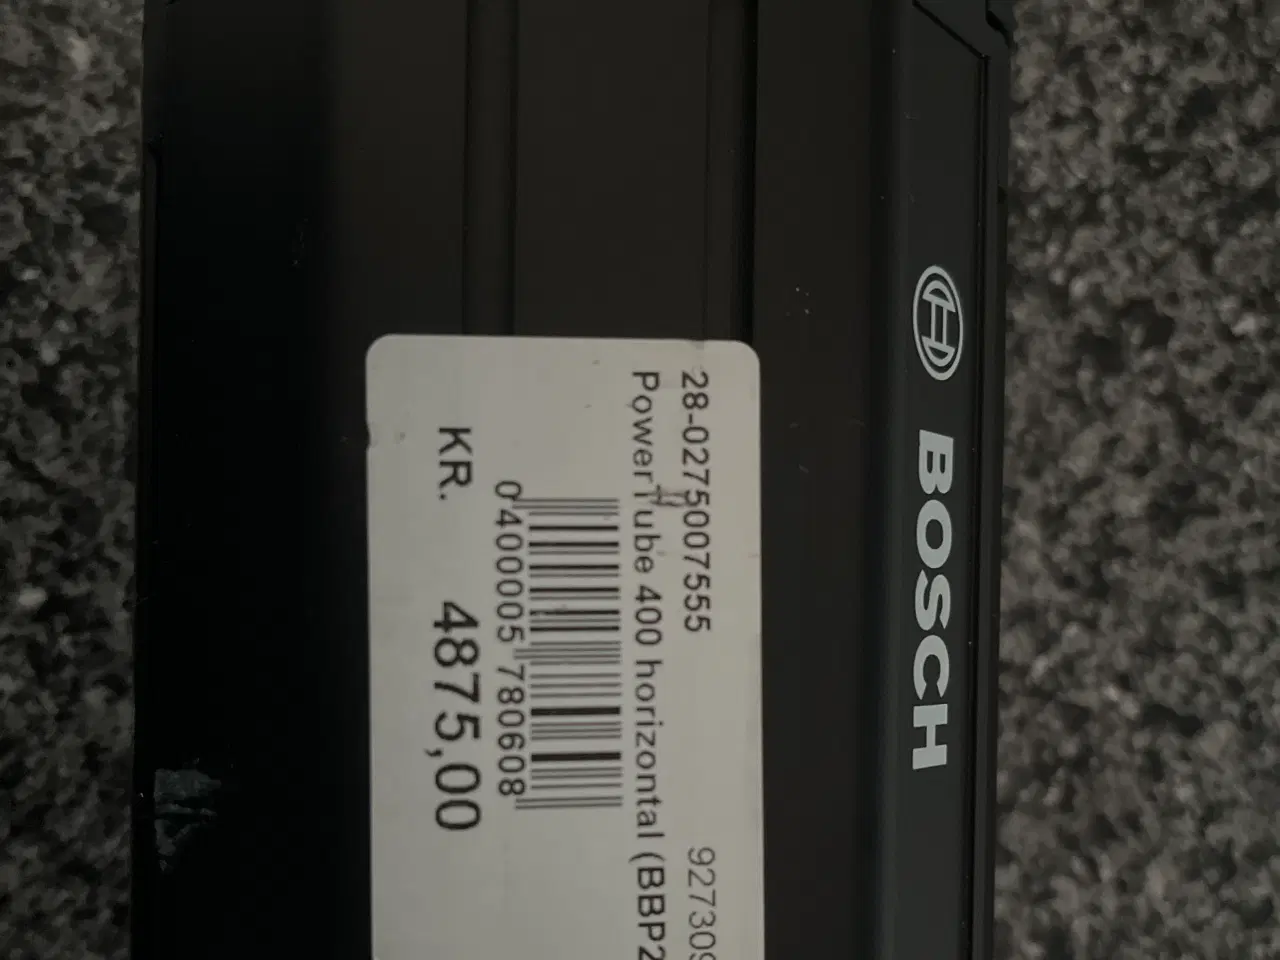 28-0275007555 927309
PowerTube 400 horizontal (BBP2
0 400005 780608
KR. 4875,00
BOSCH